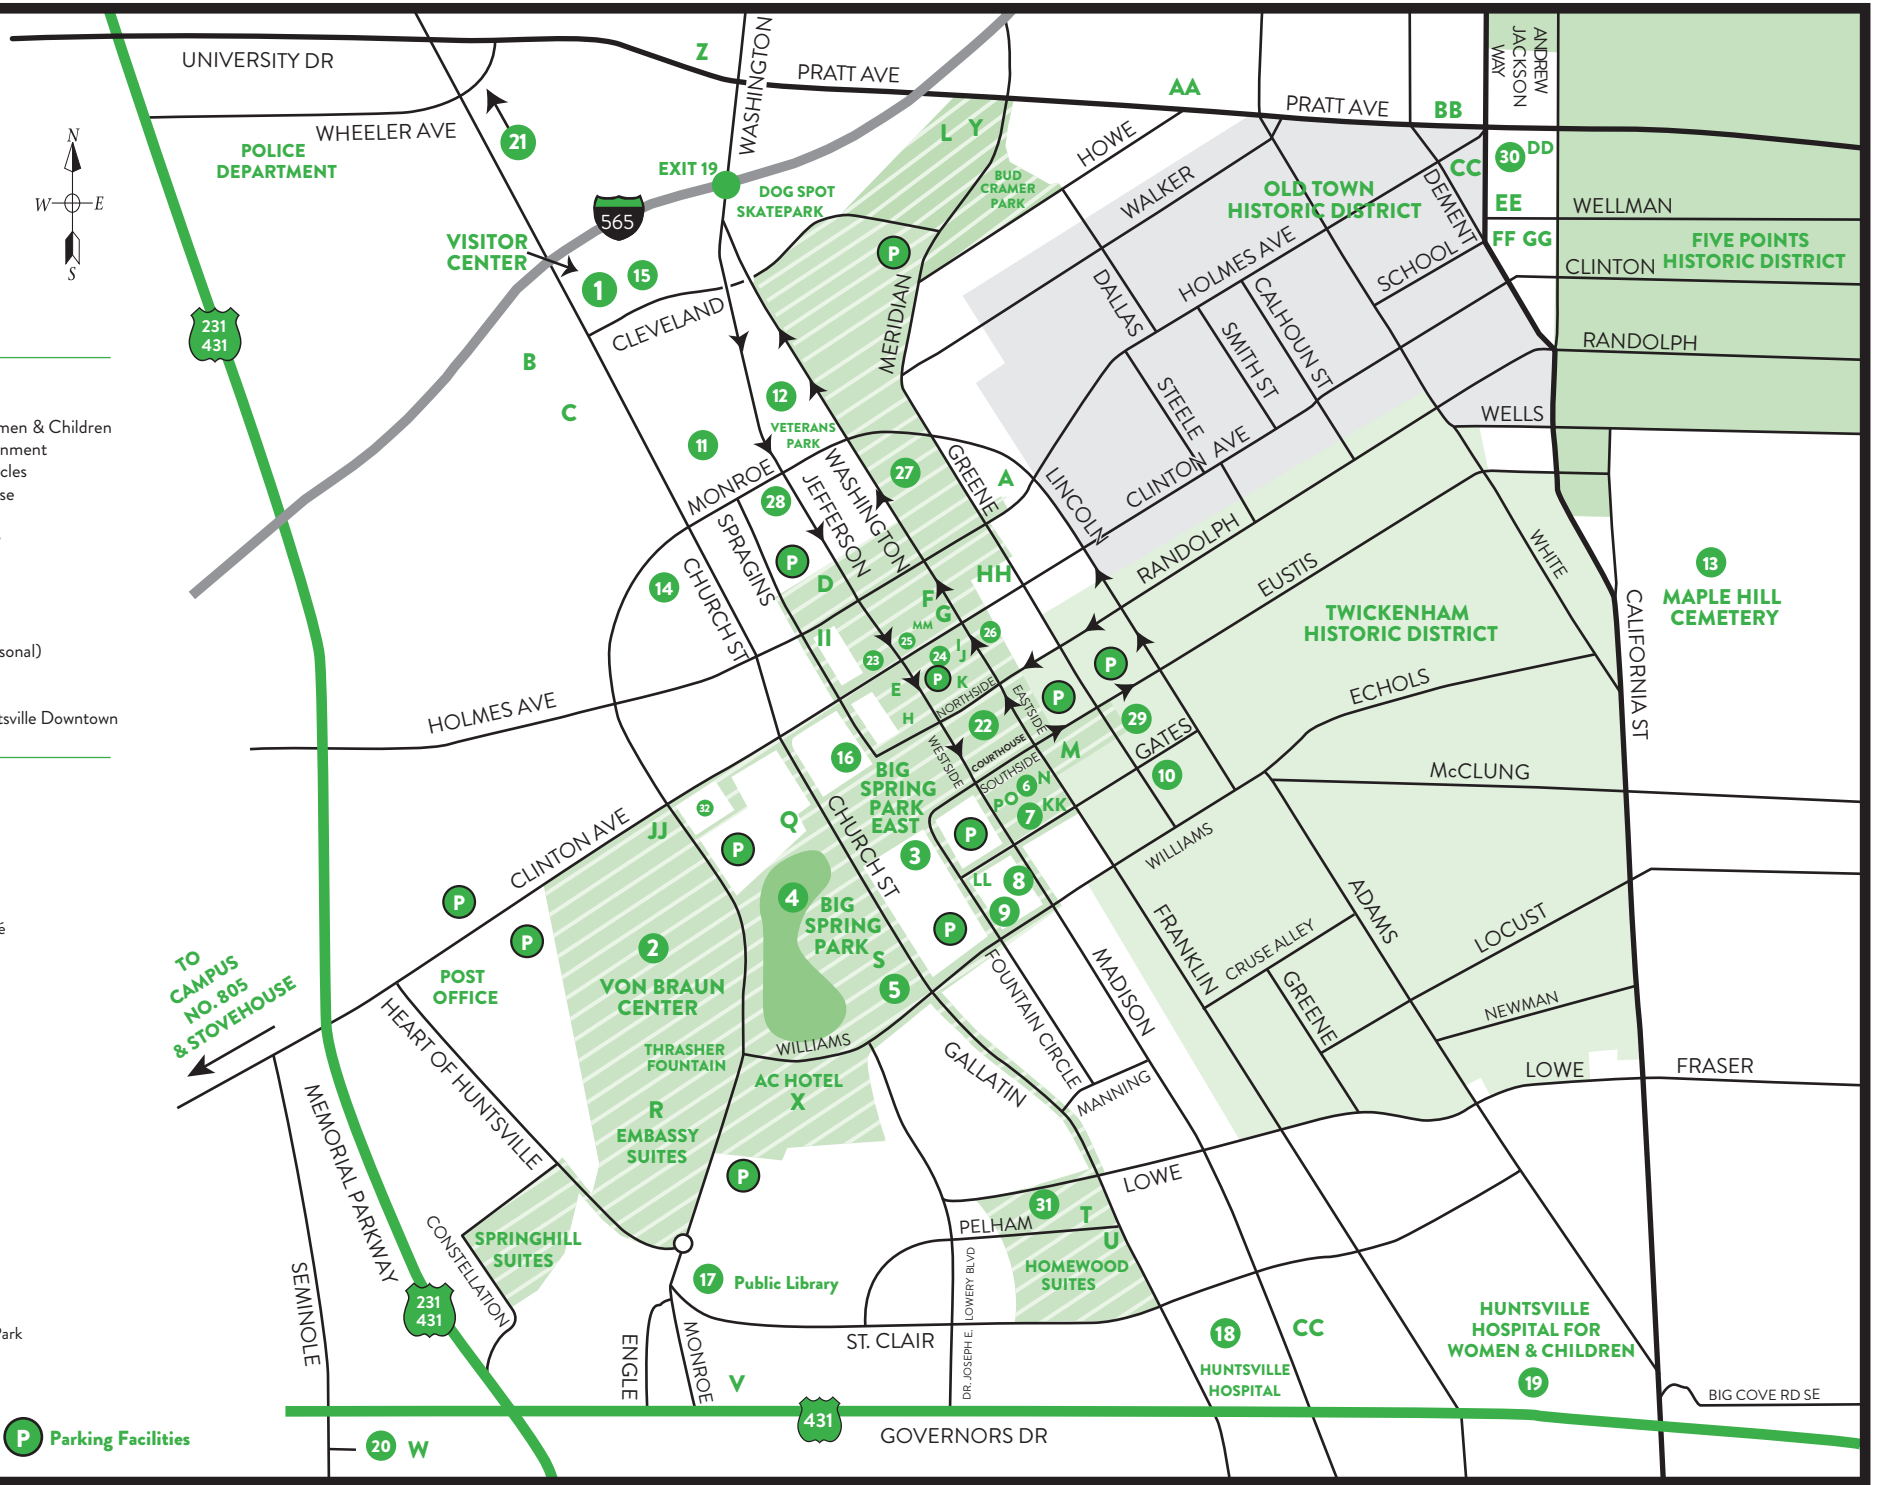 UNIVERSITY DR
WHEELER AVE
N
W
E
S
POLICE
DEPARTMENT
21
Z
WASHINGTON
PRATT AVE
AA
PRATT AVE
BB
ANDREW
JACKSON
WAY
EXIT 19
565
DOG SPOT
SKATEPARK
L
Y
BUD
CRAMER
PARK
HOWE
WALKER
OLD TOWN
HISTORIC DISTRICT
CC
DEMENT
30
DD
EE
WELLMAN
FF GG
FIVE POINTS
HISTORIC DISTRICT
CLINTON
RANDOLPH
WELLS
VISITOR
CENTER
1
15
CLEVELAND
P
MERIDIAN
DALLAS
HOLMES AVE
SCHOOL
CALHOUN ST
SMITH ST
STEELE
CLINTON AVE
231
431
B
C
12
VETERANS
PARK
11
MONROE
28
SPRAGINS
JEFFERSON
WASHINGTON
27
GREENE
A
LINCOLN
RANDOLPH
EUSTIS
WHITE
13
MAPLE HILL
CEMETERY
CALIFORNIA ST
TWICKENHAM
HISTORIC DISTRICT
14
CHURCH ST
P
D
HH
F
G
MM
II
25
26
I
J
23
24
P
K
E
H
NORTHSIDE
EASTSIDE
P
P
22
COURTHOUSE
WESTSIDE
SOUTHSIDE
M
29
GATES
10
N
6
O
P
KK
7
ECHOLS
McCLUNG
HOLMES AVE
16
BIG
SPRING
PARK
EAST
3
P
LL
8
9
WILLIAMS
32
JJ
Q
P
CHURCH ST
CLINTON AVE
P
P
4
BIG
SPRING
PARK
S
5
P
2
VON BRAUN
CENTER
POST
OFFICE
TO
CAMPUS
NO. 805
& STOVEHOUSE
HEART OF HUNTSVILLE
THRASHER
FOUNTAIN
WILLIAMS
AC HOTEL
X
R
EMBASSY
SUITES
P
GALLATIN
FOUNTAIN CIRCLE
MADISON
MANNING
FRANKLIN
CRUSE ALLEY
GREENE
ADAMS
LOCUST
NEWMAN
LOWE
FRASER
LOWE
31
T
PELHAM
U
HOMEWOOD
SUITES
MEMORIAL PARKWAY
SPRINGHILL
SUITES
CONSTELLATION
SEMINOLE
231
431
17 Public Library
ENGLE
MONROE
V
ST. CLAIR
DR. JOSEPH E. LOWERY BLVD
18
HUNTSVILLE
HOSPITAL
CC
HUNTSVILLE
HOSPITAL FOR
WOMEN & CHILDREN
19
BIG COVE RD SE
431
GOVERNORS DR
20 W
men & Children
nment
cles
se
sonal)
tsville Downtown
é
Park
P Parking Facilities